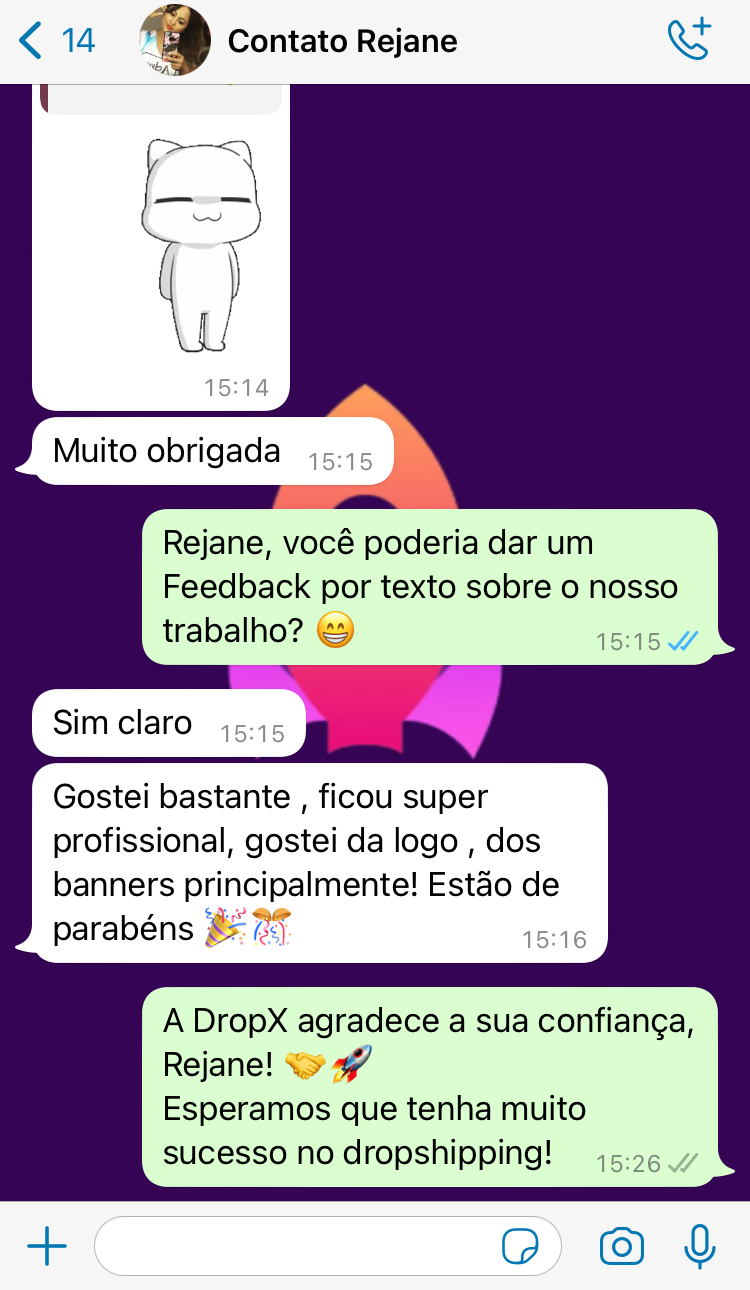 14
Contato Rejane
15:14
Muito obrigada 15:15
Rejane, você poderia dar um
Feedback por texto sobre o nosso
trabalho? 😁 15:15
Sim claro 15:15
Gostei bastante , ficou super
profissional, gostei da logo , dos
banners principalmente! Estão de
parabéns 🎉🎊 15:16
A DropX agradece a sua confiança,
Rejane! 🤝🚀
Esperamos que tenha muito
sucesso no dropshipping! 15:26